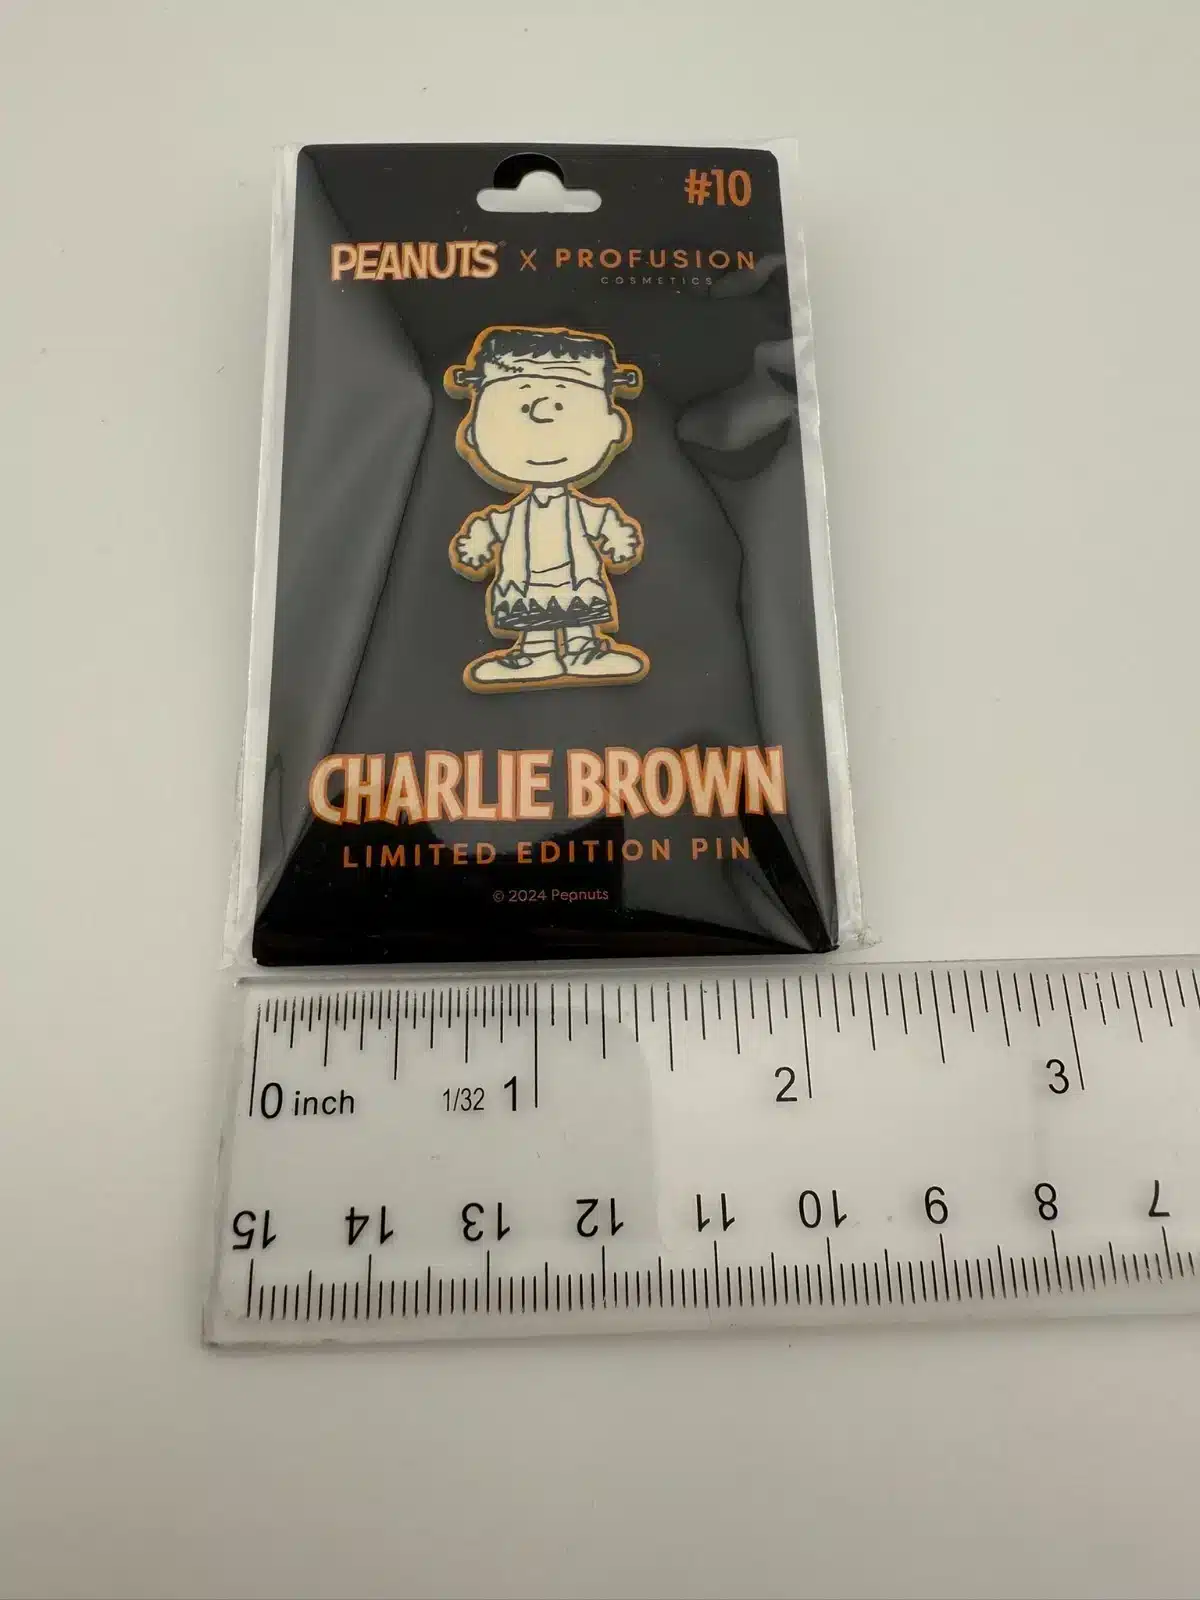 #10
PEANUTS X PROFUSION
COSMETICS
CHARLIE BROWN
LIMITED EDITION PIN
© 2024 Peanuts
0 inch 1/32 1 2 3
15 14 13 12 11 10 9 8 7